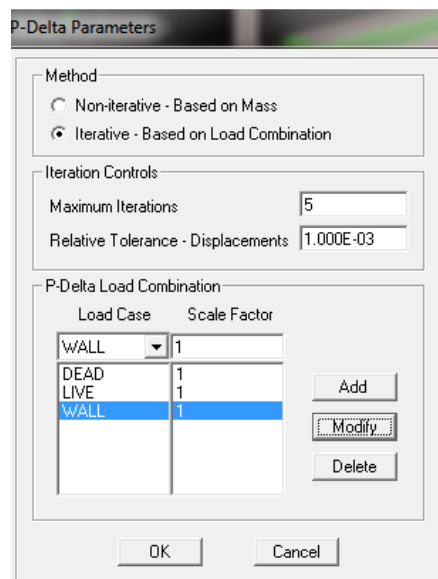 P-Delta Parameters
Method
Non-iterative - Based on Mass
Iterative - Based on Load Combination
Iteration Controls
Maximum Iterations 5
Relative Tolerance - Displacements 1.000E-03
P-Delta Load Combination
Load Case Scale Factor
WALL 1
DEAD 1
LIVE 1
WALL 1
Add
Modify
Delete
OK Cancel